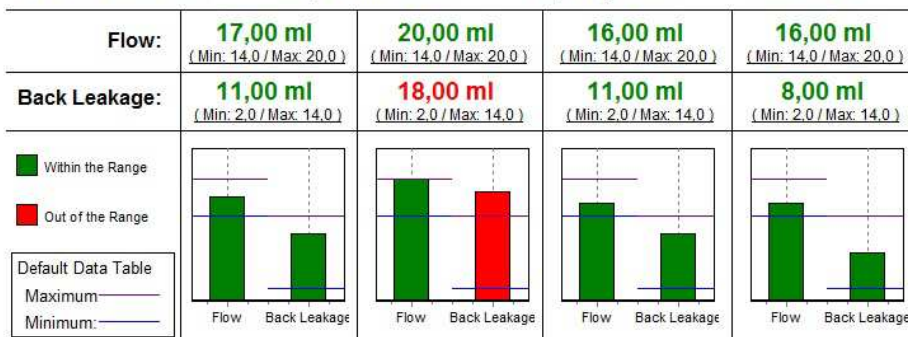 Flow: 17,00 ml 20,00 ml 16,00 ml 16,00 ml
( Min: 14,0 / Max: 20,0 ) ( Min: 14,0 / Max: 20,0 ) ( Min: 14,0 / Max: 20,0 ) ( Min: 14,0 / Max: 20,0 )
Back Leakage: 11,00 ml 18,00 ml 11,00 ml 8,00 ml
( Min: 2,0 / Max: 14,0 ) ( Min: 2,0 / Max: 14,0 ) ( Min: 2,0 / Max: 14,0 ) ( Min: 2,0 / Max: 14,0 )
Within the Range
Out of the Range
Default Data Table
Maximum
Minimum:
Flow Back Leakage Flow Back Leakage Flow Back Leakage Flow Back Leakage